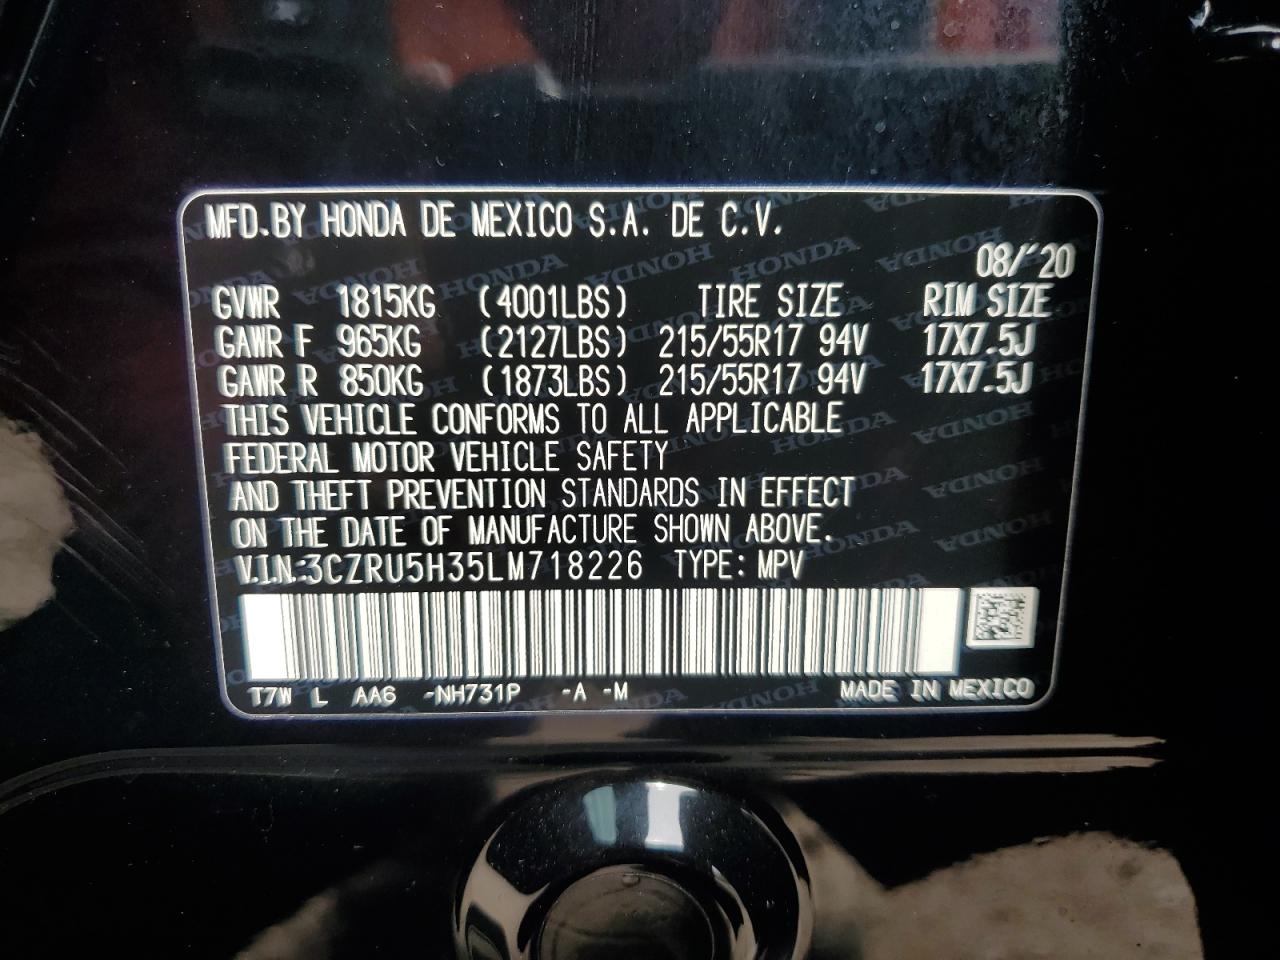 MFD. BY HONDA DE MEXICO S.A. DE C.V.
08/'20
GVWR 1815KG (4001LBS) TIRE SIZE RIM SIZE
GAWR F 965KG (2127LBS) 215/55R17 94V 17X7.5J
GAWR R 850KG (1873LBS) 215/55R17 94V 17X7.5J
THIS VEHICLE CONFORMS TO ALL APPLICABLE
FEDERAL MOTOR VEHICLE SAFETY
AND THEFT PREVENTION STANDARDS IN EFFECT
ON THE DATE OF MANUFACTURE SHOWN ABOVE.
V.I.N:3CZRU5H35LM718226 TYPE: MPV
T7W L AA6 -NH731P -A -M MADE IN MEXICO